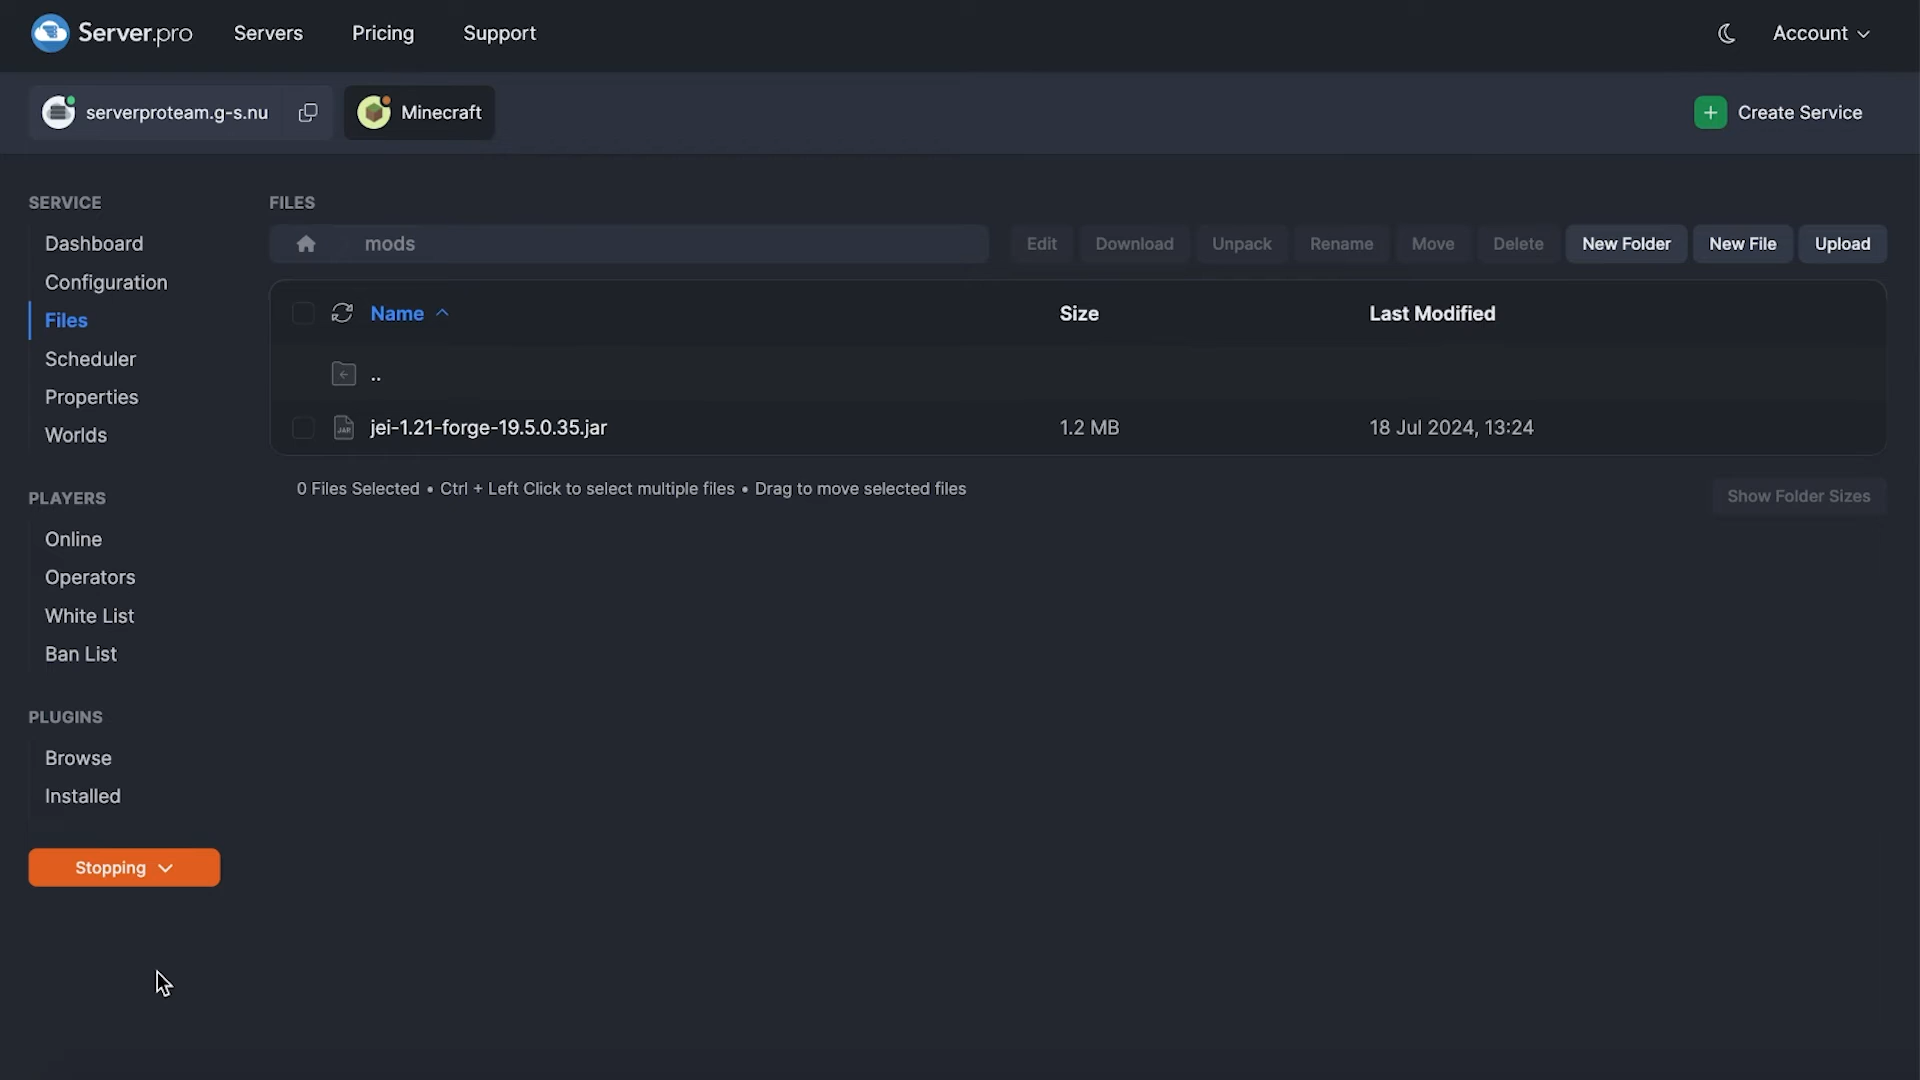 Server.pro Servers Pricing Support Account
serverproteam.g-s.nu Minecraft + Create Service
SERVICE
Dashboard
Configuration
Files
Scheduler
Properties
Worlds
PLAYERS
Online
Operators
White List
Ban List
PLUGINS
Browse
Installed
Stopping
FILES
mods Edit Download Unpack Rename Move Delete New Folder New File Upload
Name Size Last Modified
..
JAR jei-1.21-forge-19.5.0.35.jar 1.2 MB 18 Jul 2024, 13:24
0 Files Selected • Ctrl + Left Click to select multiple files • Drag to move selected files
Show Folder Sizes